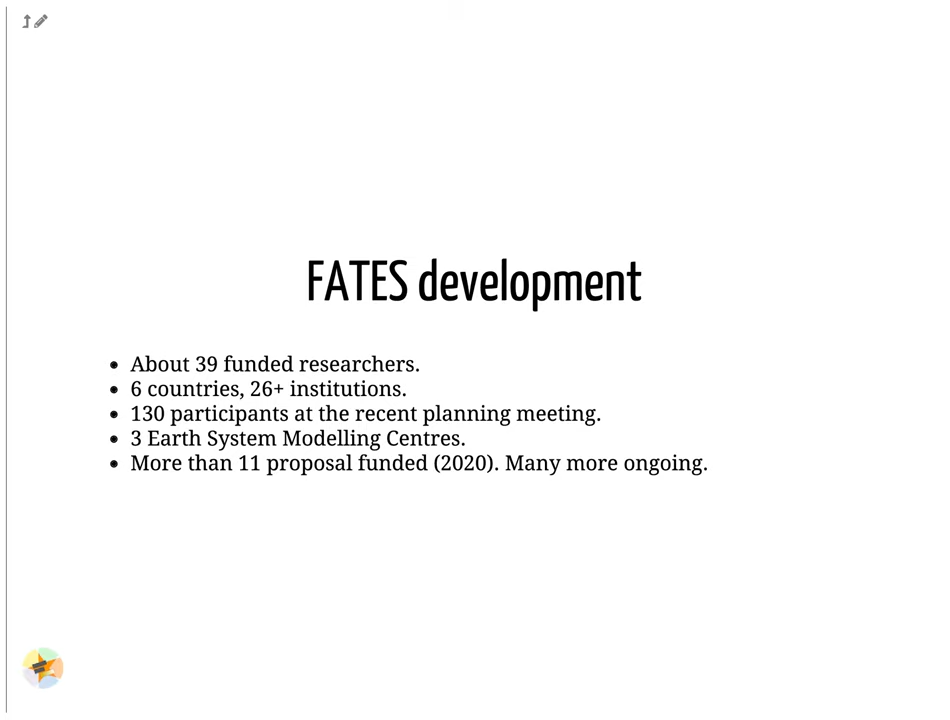 FATES development
About 39 funded researchers.
6 countries, 26+ institutions.
130 participants at the recent planning meeting.
3 Earth System Modelling Centres.
More than 11 proposal funded (2020). Many more ongoing.